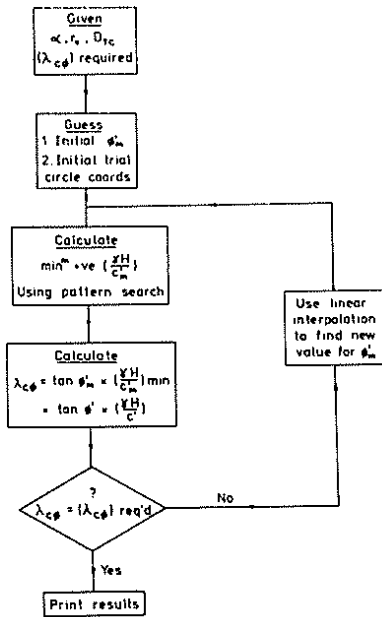 Given
α, rᵤ, D_TC
(λ_cφ) required
Guess
1. Initial φ'_m
2. Initial trial
circle coords
Calculate
minᵐ +ve (γH/c'_m)
Using pattern search
Calculate
λ_cφ = tan φ'_m × (γH/c'_m) min
= tan φ' × (γH/c')
?
λ_cφ = (λ_cφ) req'd
No
Use linear
interpolation
to find new
value for φ'_m
Yes
Print results